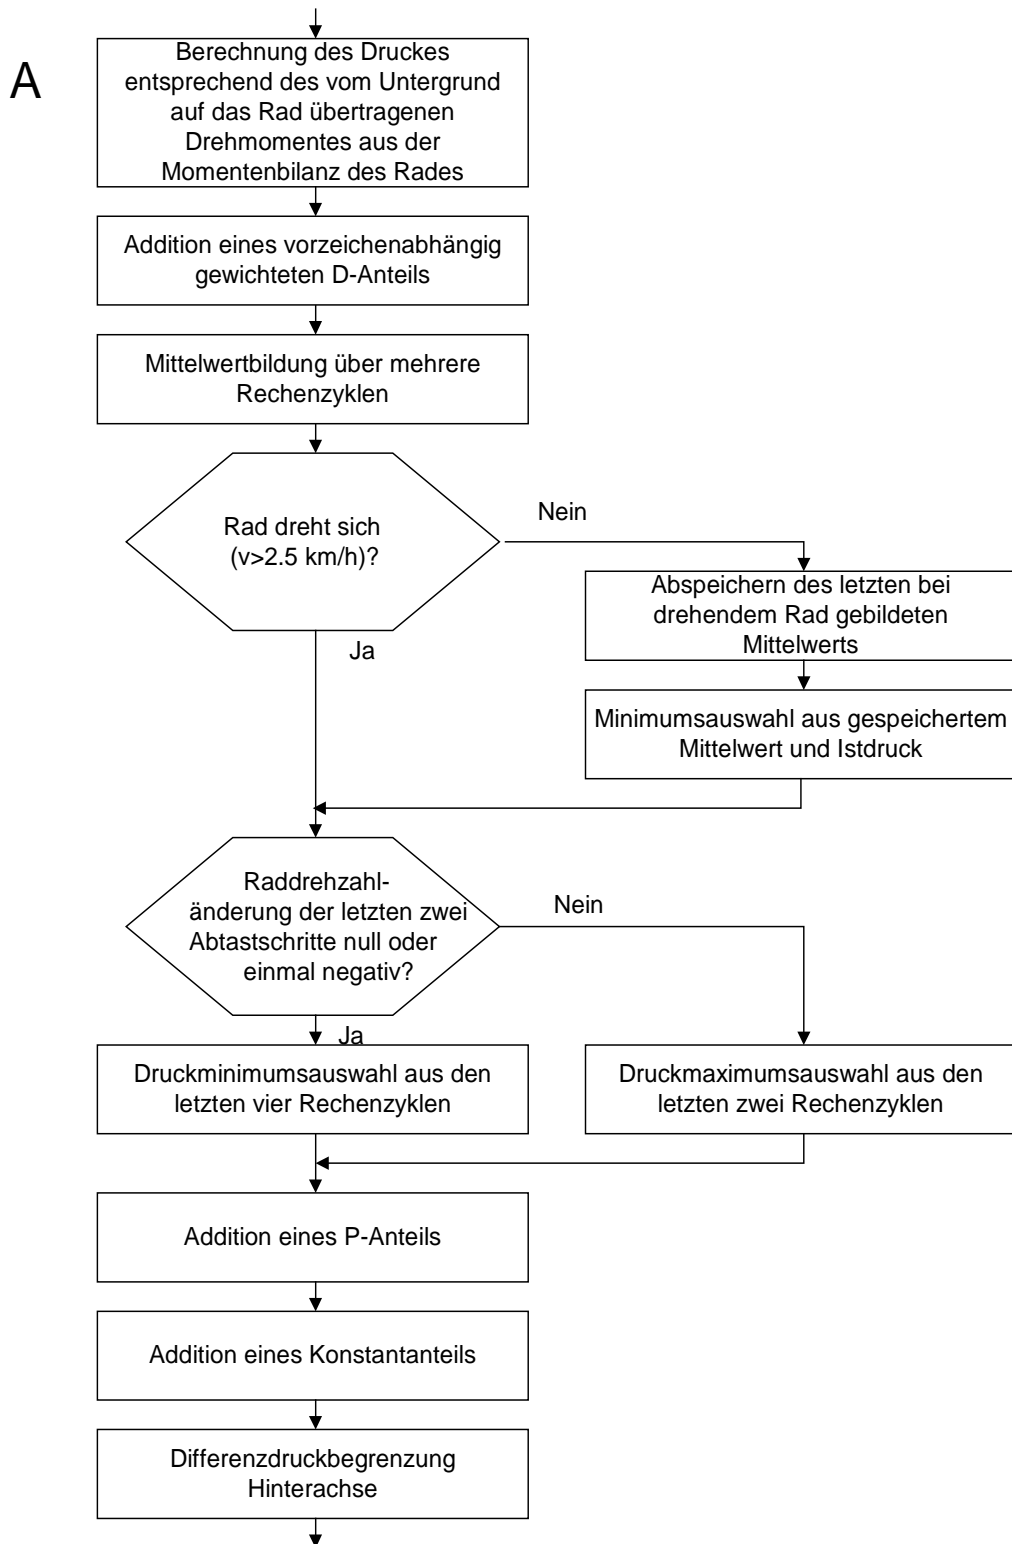 A
Berechnung des Druckes
entsprechend des vom Untergrund
auf das Rad übertragenen
Drehmomentes aus der
Momentenbilanz des Rades
Addition eines vorzeichenabhängig
gewichteten D-Anteils
Mittelwertbildung über mehrere
Rechenzyklen
Rad dreht sich
(v>2.5 km/h)?
Nein
Ja
Abspeichern des letzten bei
drehendem Rad gebildeten
Mittelwerts
Minimumsauswahl aus gespeichertem
Mittelwert und Istdruck
Raddrehzahl-
änderung der letzten zwei
Abtastschritte null oder
einmal negativ?
Nein
Ja
Druckminimumsauswahl aus den
letzten vier Rechenzyklen
Druckmaximumsauswahl aus den
letzten zwei Rechenzyklen
Addition eines P-Anteils
Addition eines Konstantanteils
Differenzdruckbegrenzung
Hinterachse